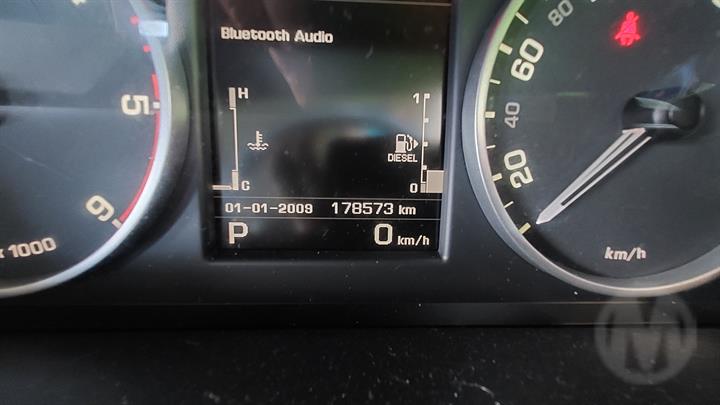 Bluetooth Audio
H
1
DIESEL
C
0
01-01-2009 178573 km
P 0 km/h
5
6
x 1000
80
60
40
20
km/h
M